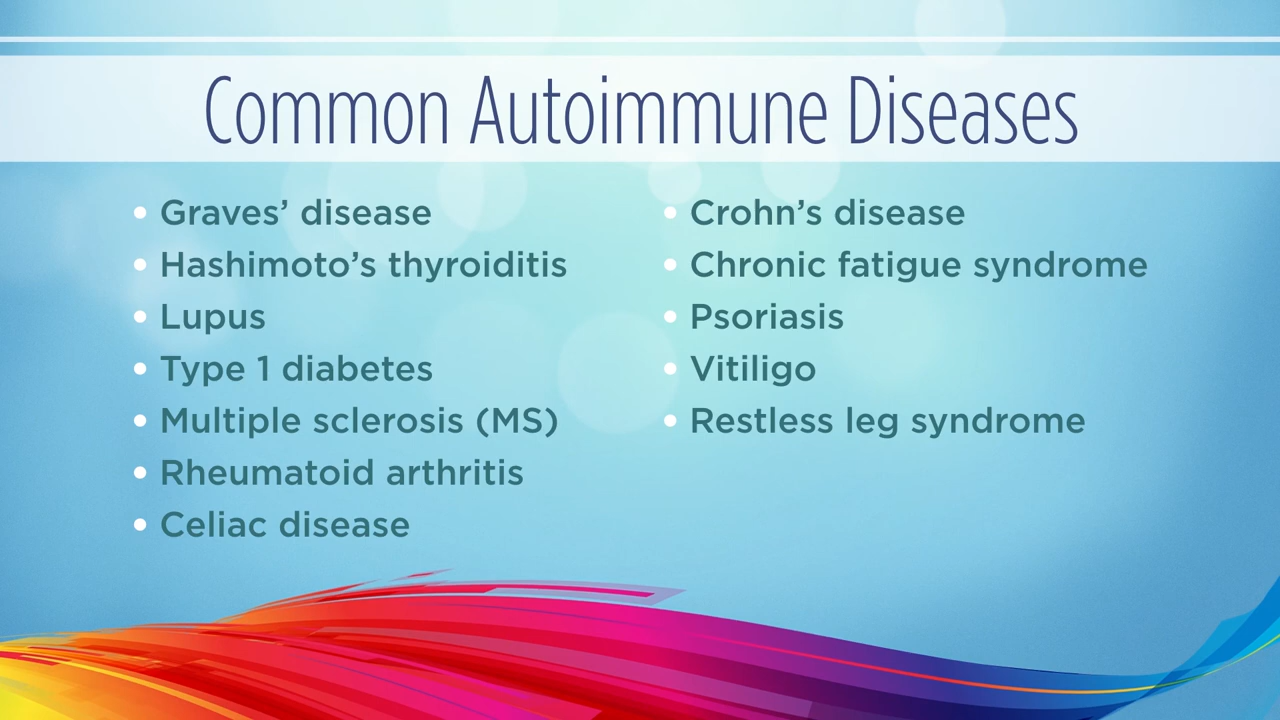 Common Autoimmune Diseases
• Graves’ disease
• Hashimoto’s thyroiditis
• Lupus
• Type 1 diabetes
• Multiple sclerosis (MS)
• Rheumatoid arthritis
• Celiac disease
• Crohn’s disease
• Chronic fatigue syndrome
• Psoriasis
• Vitiligo
• Restless leg syndrome